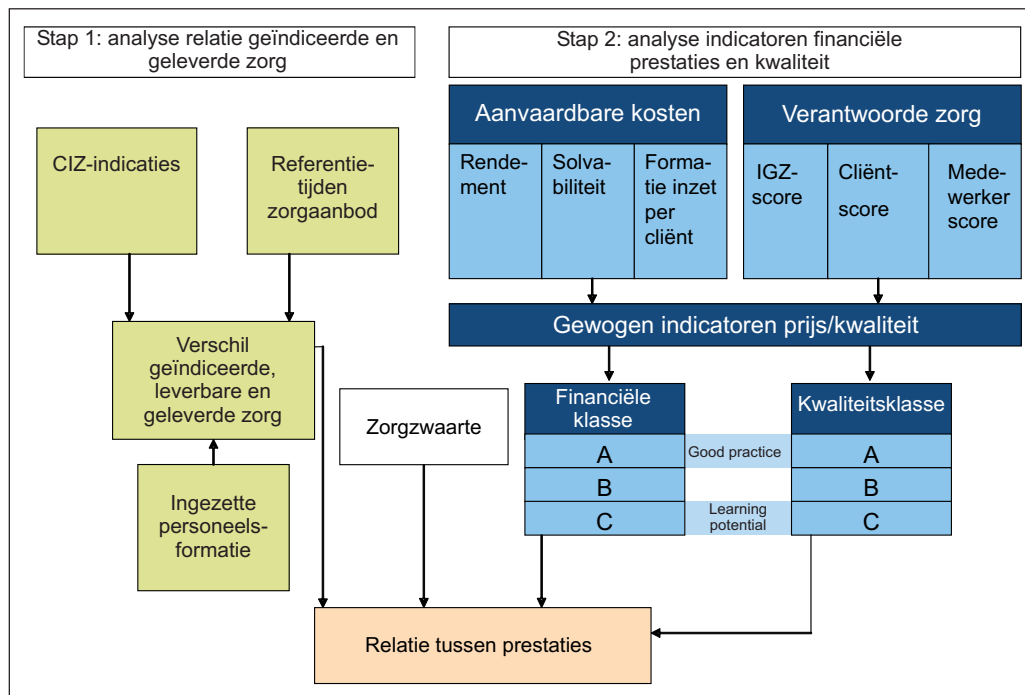 Stap 1: analyse relatie geïndiceerde en
geleverde zorg
Stap 2: analyse indicatoren financiële
prestaties en kwaliteit
CIZ-indicaties
Referentie-
tijden
zorgaanbod
Verschil
geïndiceerde,
leverbare en
geleverde zorg
Ingezette
personeels-
formatie
Zorgzwaarte
Aanvaardbare kosten
Rende-
ment
Solva-
biliteit
Forma-
tie inzet
per
cliënt
Verantwoorde zorg
IGZ-
score
Cliënt-
score
Mede-
werker
score
Gewogen indicatoren prijs/kwaliteit
Financiële
klasse
A
B
C
Good practice
Learning
potential
Kwaliteitsklasse
A
B
C
Relatie tussen prestaties